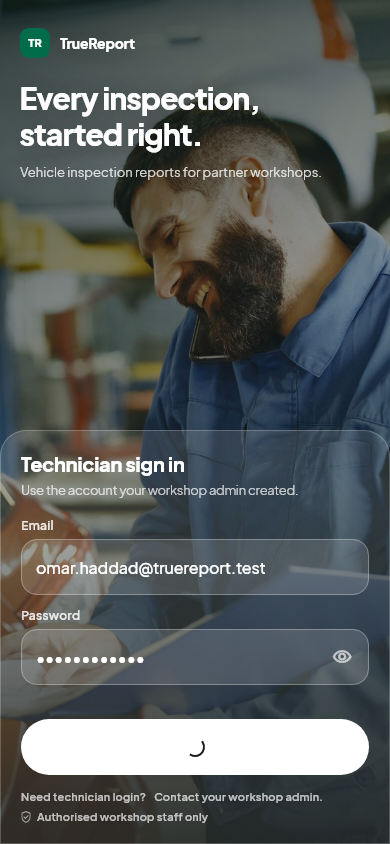 TR TrueReport
Every inspection,
started right.
Vehicle inspection reports for partner workshops.
Technician sign in
Use the account your workshop admin created.
Email
omar.haddad@truereport.test
Password
•••••••••••••
Need technician login? Contact your workshop admin.
Authorised workshop staff only